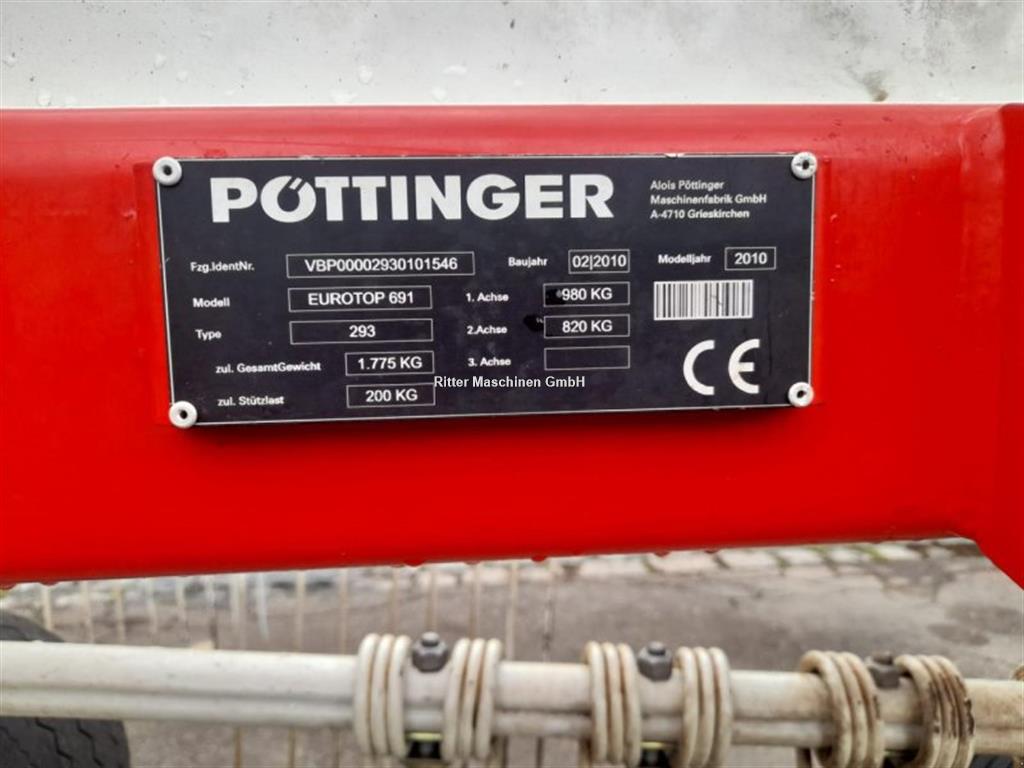 PÖTTINGER
Alois Pöttinger
Maschinenfabrik GmbH
A-4710 Grieskirchen
Fzg.IdentNr. VBP00002930101546 Baujahr 02|2010 Modelljahr 2010
Modell EUROTOP 691 1. Achse 980 KG
Type 293 2.Achse 820 KG
zul. GesamtGewicht 1.775 KG 3. Achse
zul. Stützlast 200 KG
CE
Ritter Maschinen GmbH